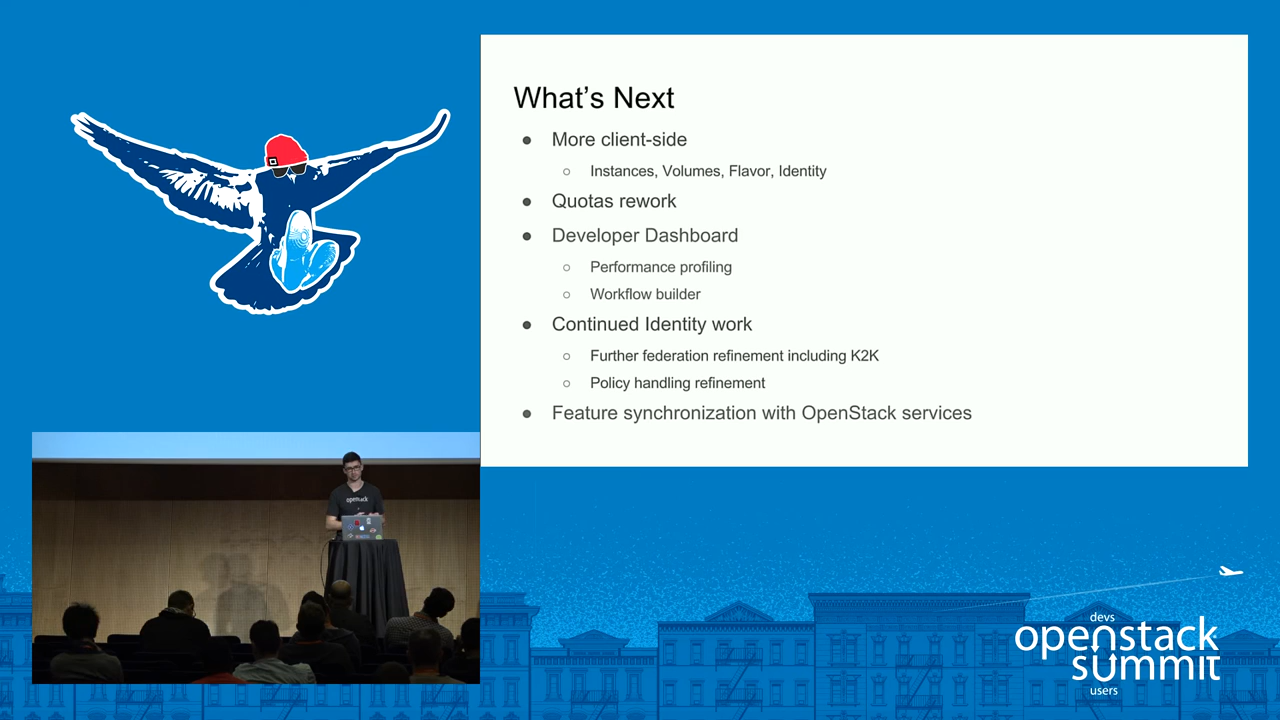 What's Next
● More client-side
○ Instances, Volumes, Flavor, Identity
● Quotas rework
● Developer Dashboard
○ Performance profiling
○ Workflow builder
● Continued Identity work
○ Further federation refinement including K2K
○ Policy handling refinement
● Feature synchronization with OpenStack services
openstack
devs
openstack
summit
users